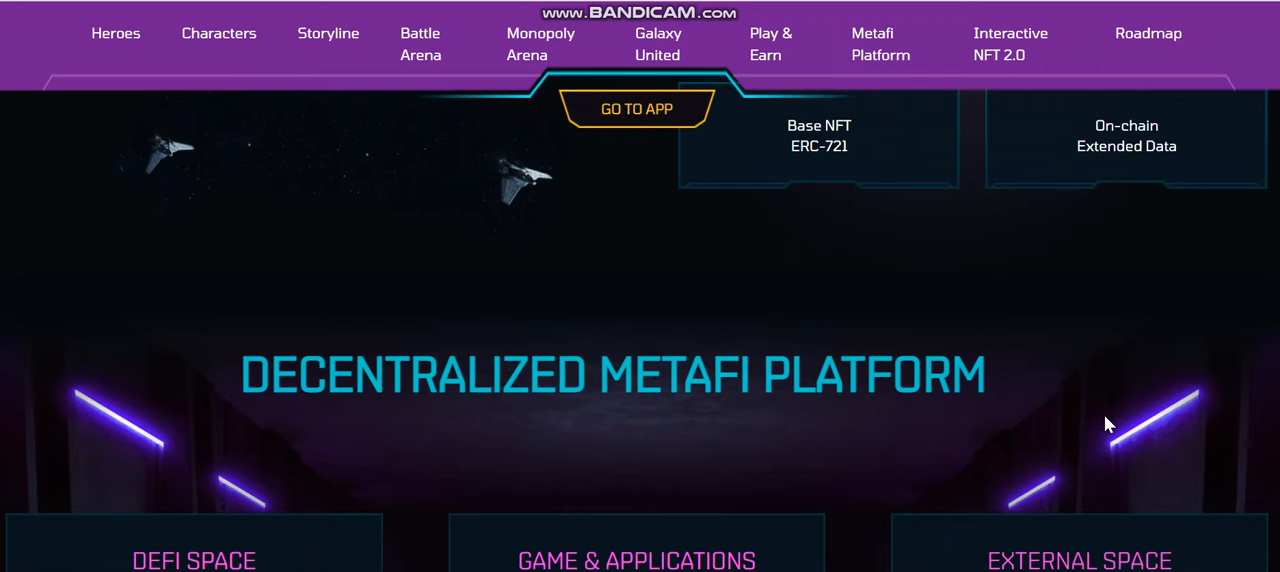 www.BANDICAM.com
Heroes
Characters
Storyline
Battle
Arena
Monopoly
Arena
Galaxy
United
Play &
Earn
Metafi
Platform
Interactive
NFT 2.0
Roadmap
GO TO APP
Base NFT
ERC-721
On-chain
Extended Data
DECENTRALIZED METAFI PLATFORM
DEFI SPACE
GAME & APPLICATIONS
EXTERNAL SPACE